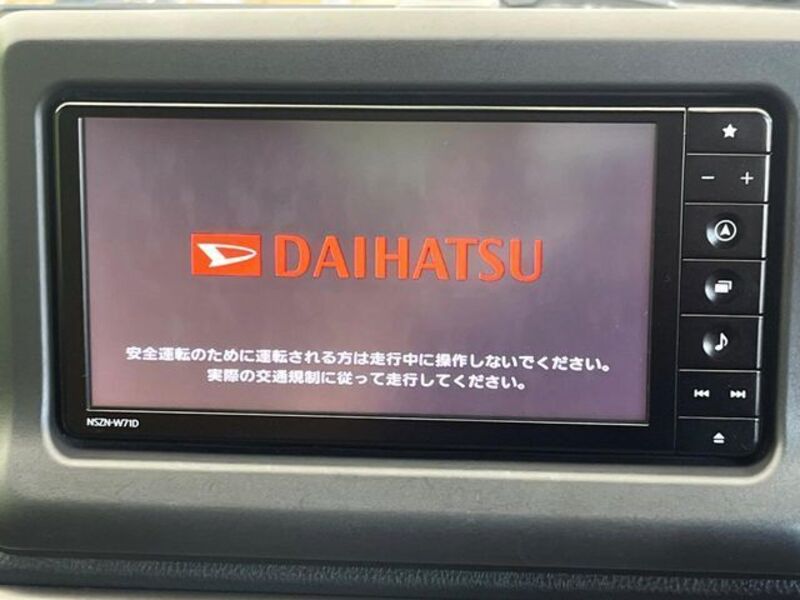 DAIHATSU
安全運転のために運転される方は走行中に操作しないでください。
実際の交通規制に従って走行してください。
NSZN-W71D